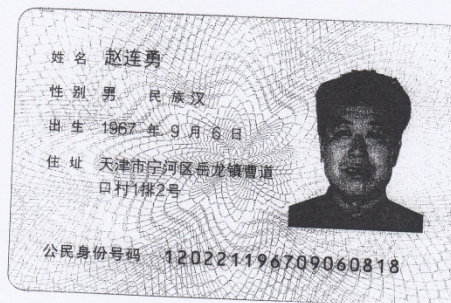 姓名 赵连勇
性别 男 民族 汉
出生 1967 年 9 月 6 日
住址 天津市宁河区岳龙镇曹道
口村1排2号
公民身份号码 120221196709060818